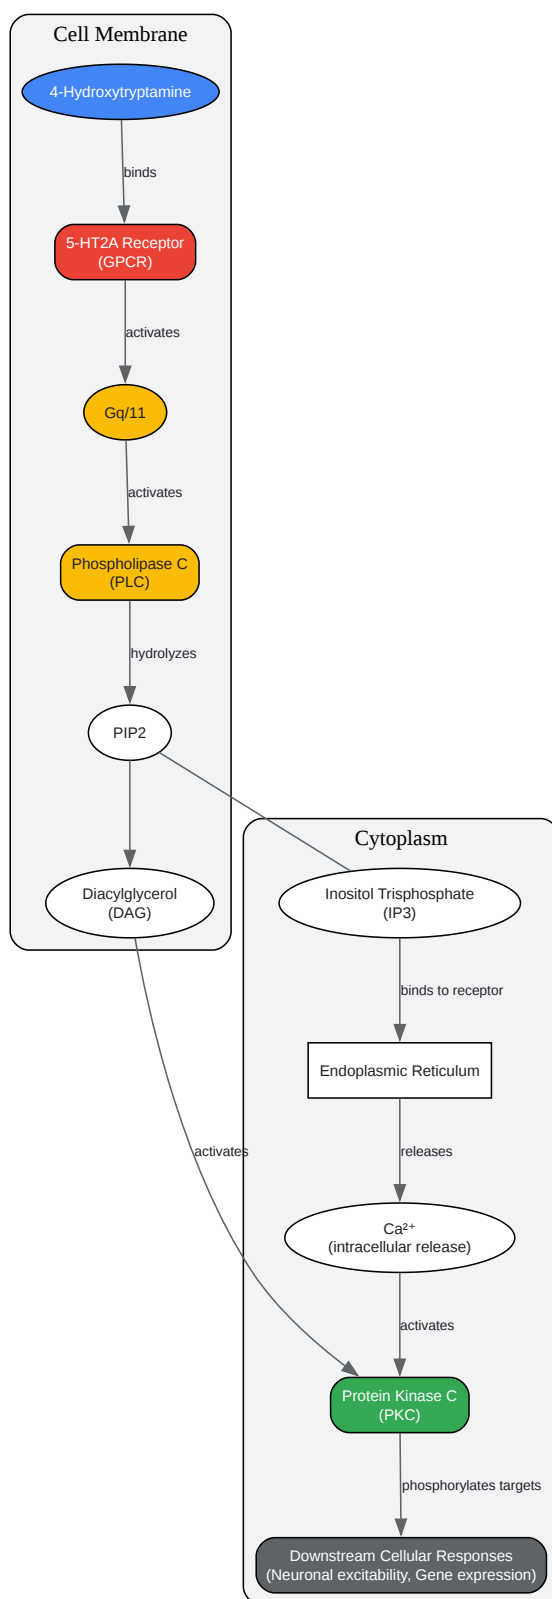 Cell Membrane
4-Hydroxytryptamine
binds
5-HT2A Receptor
(GPCR)
activates
Gq/11
activates
Phospholipase C
(PLC)
hydrolyzes
PIP2
Diacylglycerol
(DAG)
Cytoplasm
Inositol Trisphosphate
(IP3)
binds to receptor
Endoplasmic Reticulum
activates
releases
Ca²⁺
(intracellular release)
activates
Protein Kinase C
(PKC)
phosphorylates targets
Downstream Cellular Responses
(Neuronal excitability, Gene expression)